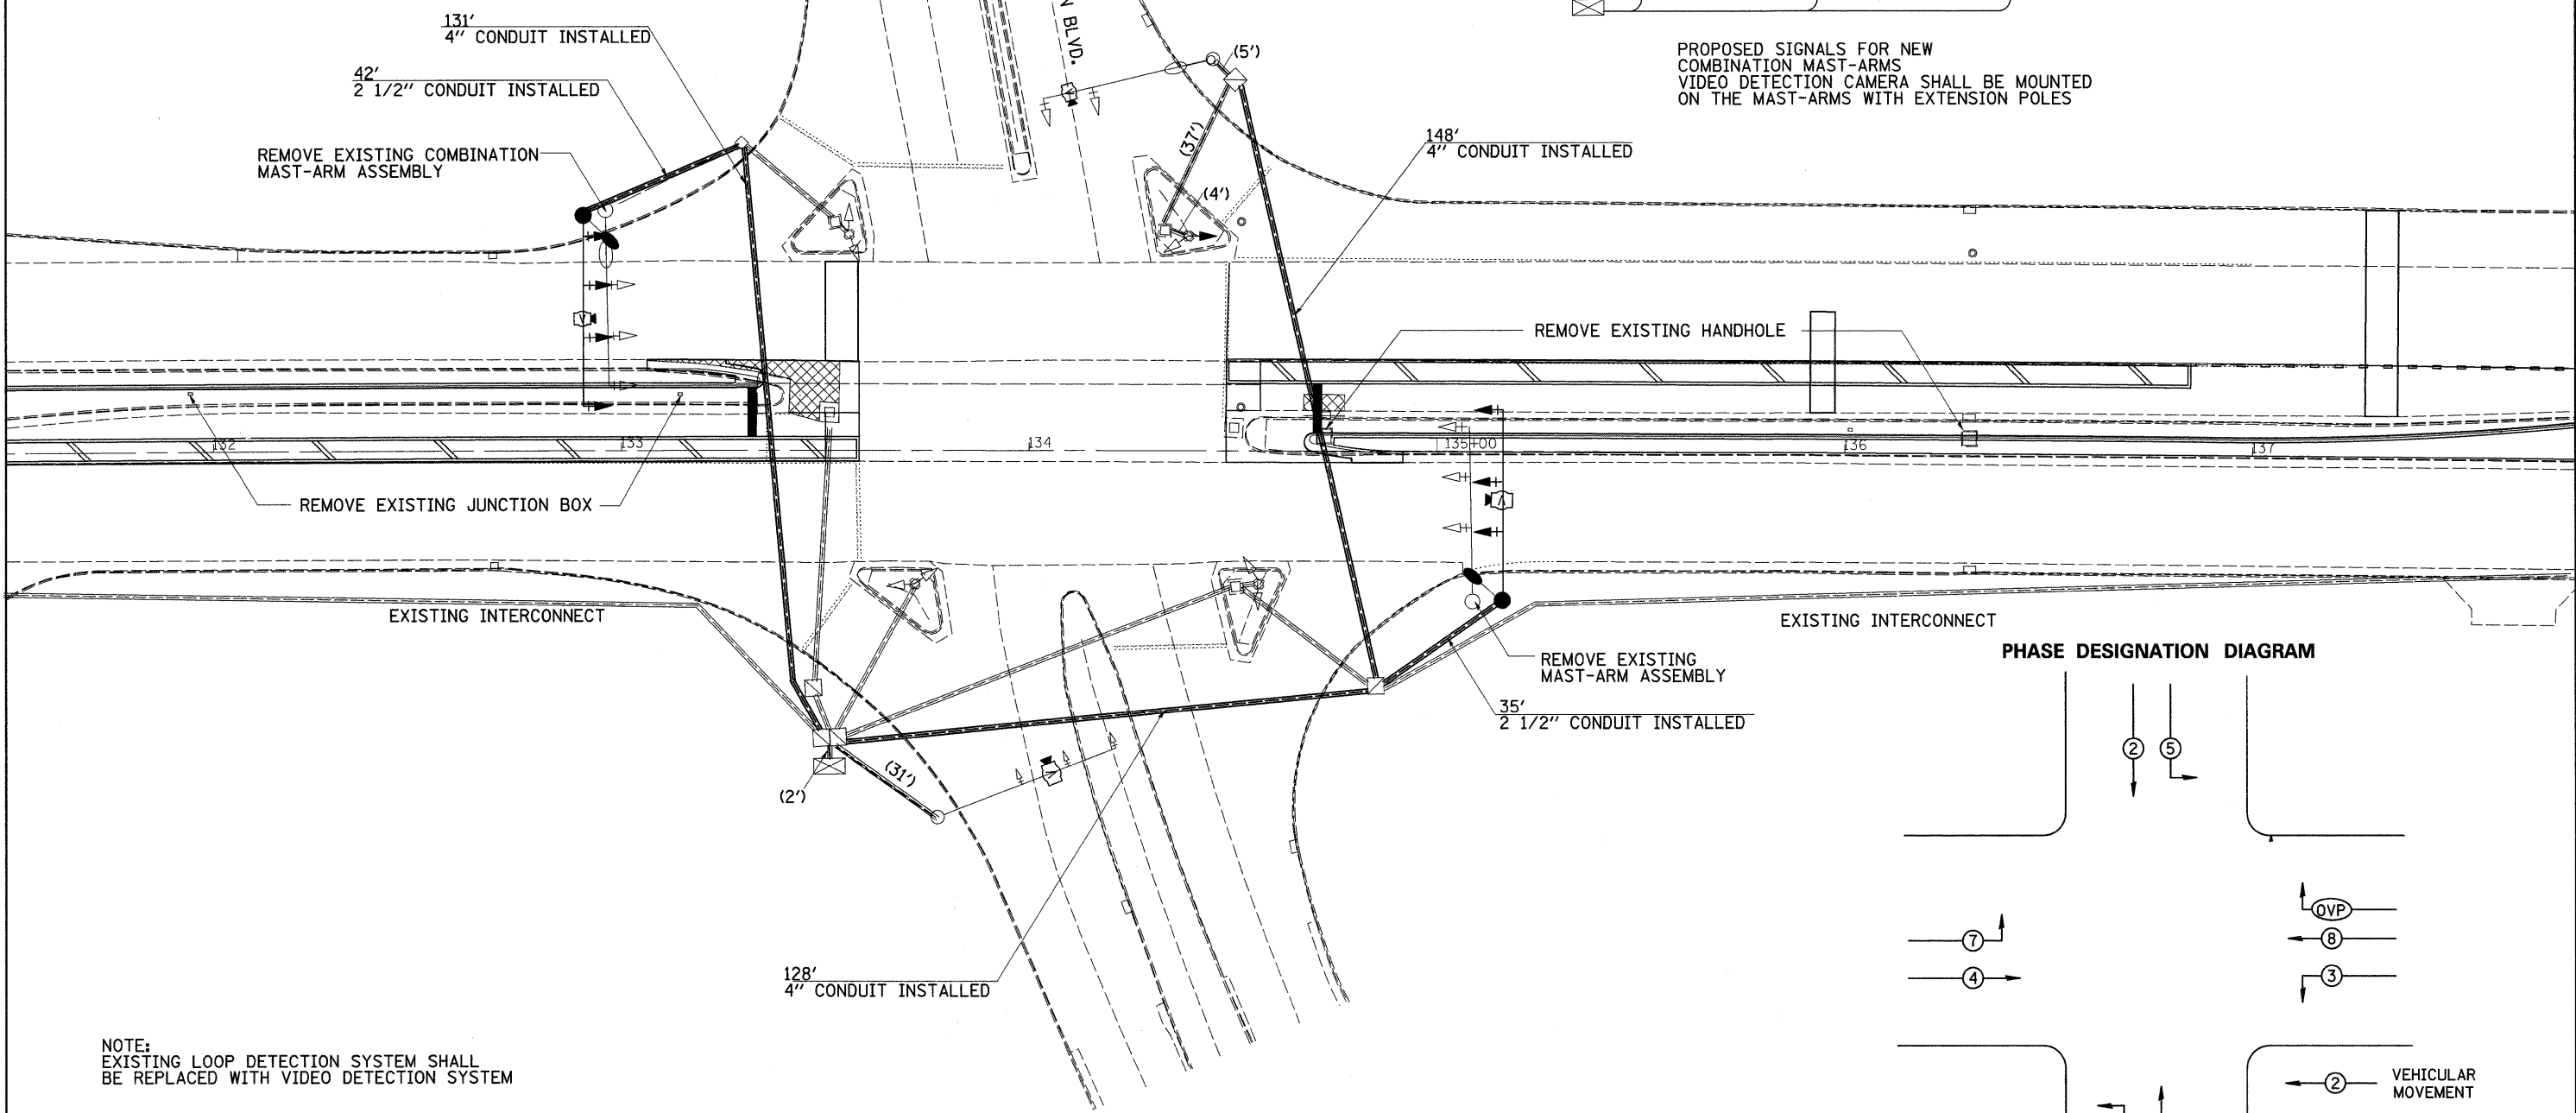 131'
4" CONDUIT INSTALLED
42'
2 1/2" CONDUIT INSTALLED
REMOVE EXISTING COMBINATION
MAST-ARM ASSEMBLY
BLVD.
(5')
(37')
(4')
PROPOSED SIGNALS FOR NEW
COMBINATION MAST-ARMS
VIDEO DETECTION CAMERA SHALL BE MOUNTED
ON THE MAST-ARMS WITH EXTENSION POLES
148'
4" CONDUIT INSTALLED
REMOVE EXISTING HANDHOLE
V
132
133
134
135+00
136
137
REMOVE EXISTING JUNCTION BOX
V
EXISTING INTERCONNECT
EXISTING INTERCONNECT
REMOVE EXISTING
MAST-ARM ASSEMBLY
35'
2 1/2" CONDUIT INSTALLED
(2')
(31')
V
128'
4" CONDUIT INSTALLED
NOTE:
EXISTING LOOP DETECTION SYSTEM SHALL
BE REPLACED WITH VIDEO DETECTION SYSTEM
PHASE DESIGNATION DIAGRAM
2
5
OVP
7
8
4
3
2
VEHICULAR
MOVEMENT